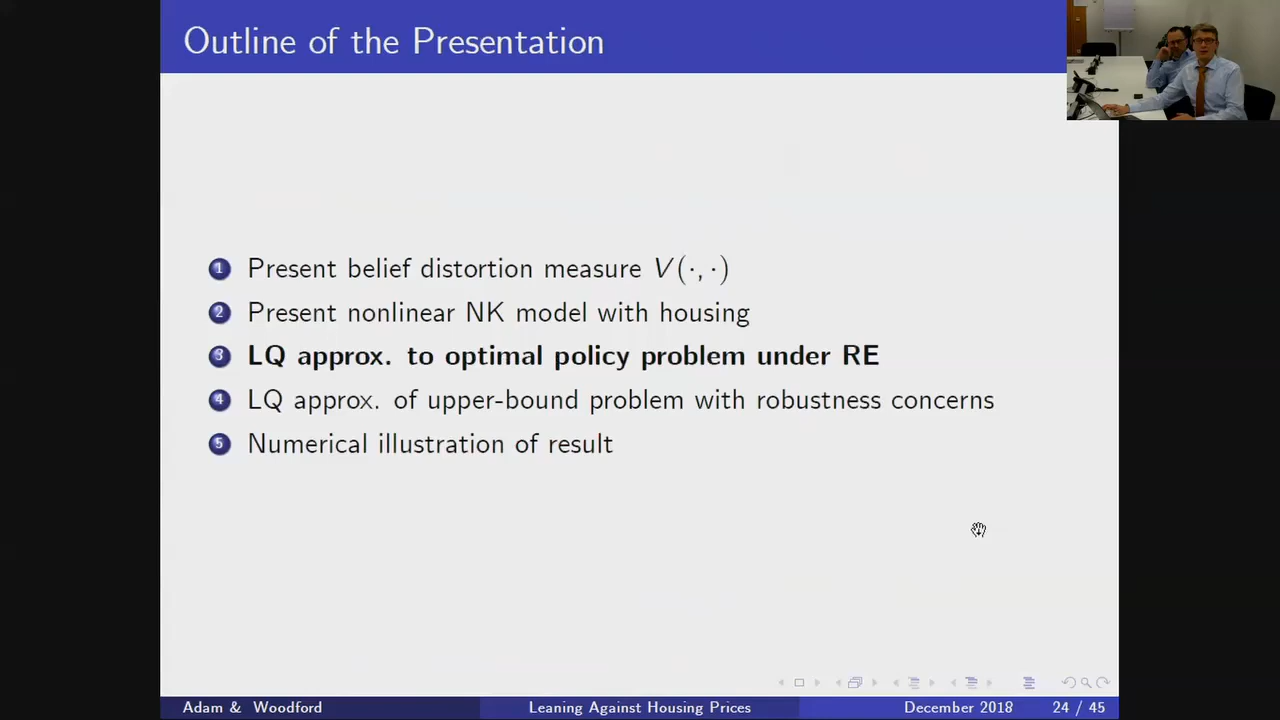 Outline of the Presentation
1 Present belief distortion measure V(·, ·)
2 Present nonlinear NK model with housing
3 LQ approx. to optimal policy problem under RE
4 LQ approx. of upper-bound problem with robustness concerns
5 Numerical illustration of result
Adam & Woodford Leaning Against Housing Prices December 2018 24 / 45